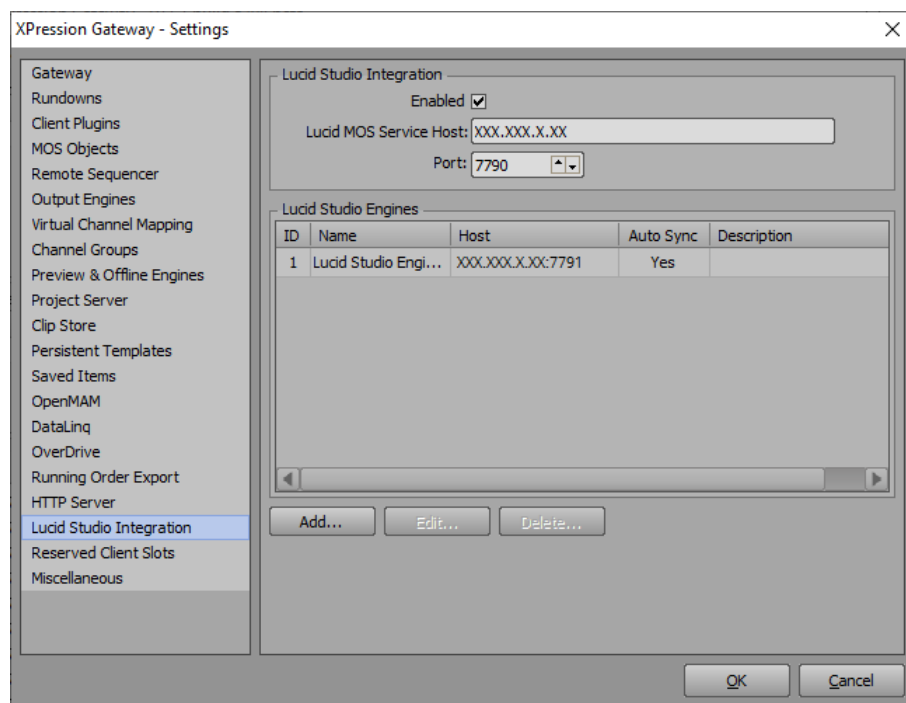 XPression Gateway - Settings
Gateway
Rundowns
Client Plugins
MOS Objects
Remote Sequencer
Output Engines
Virtual Channel Mapping
Channel Groups
Preview & Offline Engines
Project Server
Clip Store
Persistent Templates
Saved Items
OpenMAM
DataLinq
OverDrive
Running Order Export
HTTP Server
Lucid Studio Integration
Reserved Client Slots
Miscellaneous
Lucid Studio Integration
Enabled
Lucid MOS Service Host: XXX.XXX.X.XX
Port: 7790
Lucid Studio Engines
ID Name Host Auto Sync Description
1 Lucid Studio Engi... XXX.XXX.X.XX:7791 Yes
Add... Edit... Delete...
OK Cancel